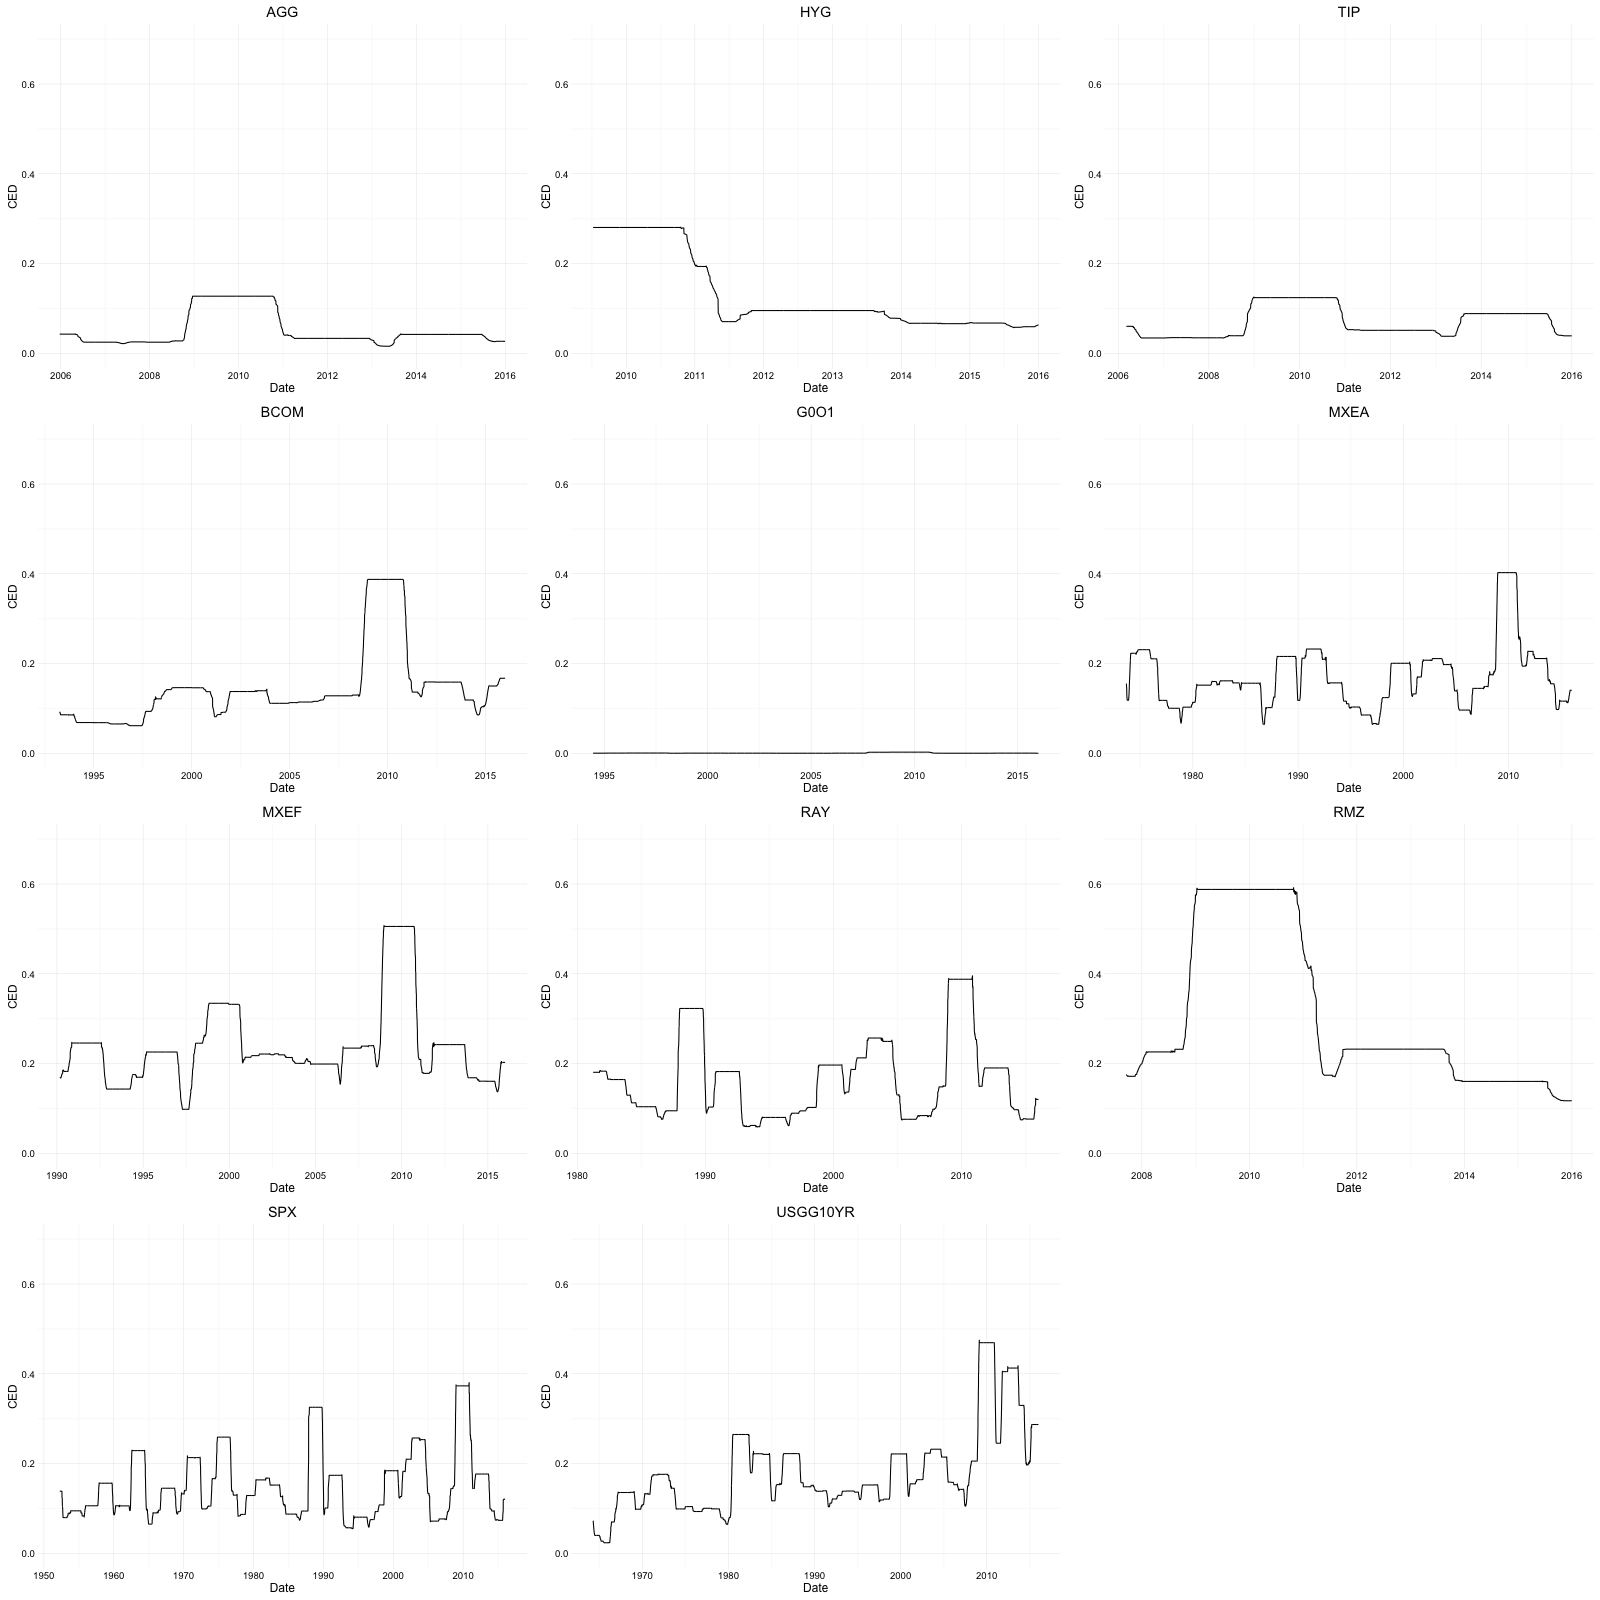 AGG
HYG
TIP
0.6
0.4
0.2
0.0
CED
2006 2008 2010 2012 2014 2016
Date
0.6
0.4
0.2
0.0
CED
2010 2011 2012 2013 2014 2015 2016
Date
0.6
0.4
0.2
0.0
CED
2006 2008 2010 2012 2014 2016
Date
BCOM
G0O1
MXEA
0.6
0.4
0.2
0.0
CED
1995 2000 2005 2010 2015
Date
0.6
0.4
0.2
0.0
CED
1995 2000 2005 2010 2015
Date
0.6
0.4
0.2
0.0
CED
1980 1990 2000 2010
Date
MXEF
RAY
RMZ
0.6
0.4
0.2
0.0
CED
1990 1995 2000 2005 2010 2015
Date
0.6
0.4
0.2
0.0
CED
1980 1990 2000 2010
Date
0.6
0.4
0.2
0.0
CED
2008 2010 2012 2014 2016
Date
SPX
USGG10YR
0.6
0.4
0.2
0.0
CED
1950 1960 1970 1980 1990 2000 2010
Date
0.6
0.4
0.2
0.0
CED
1970 1980 1990 2000 2010
Date